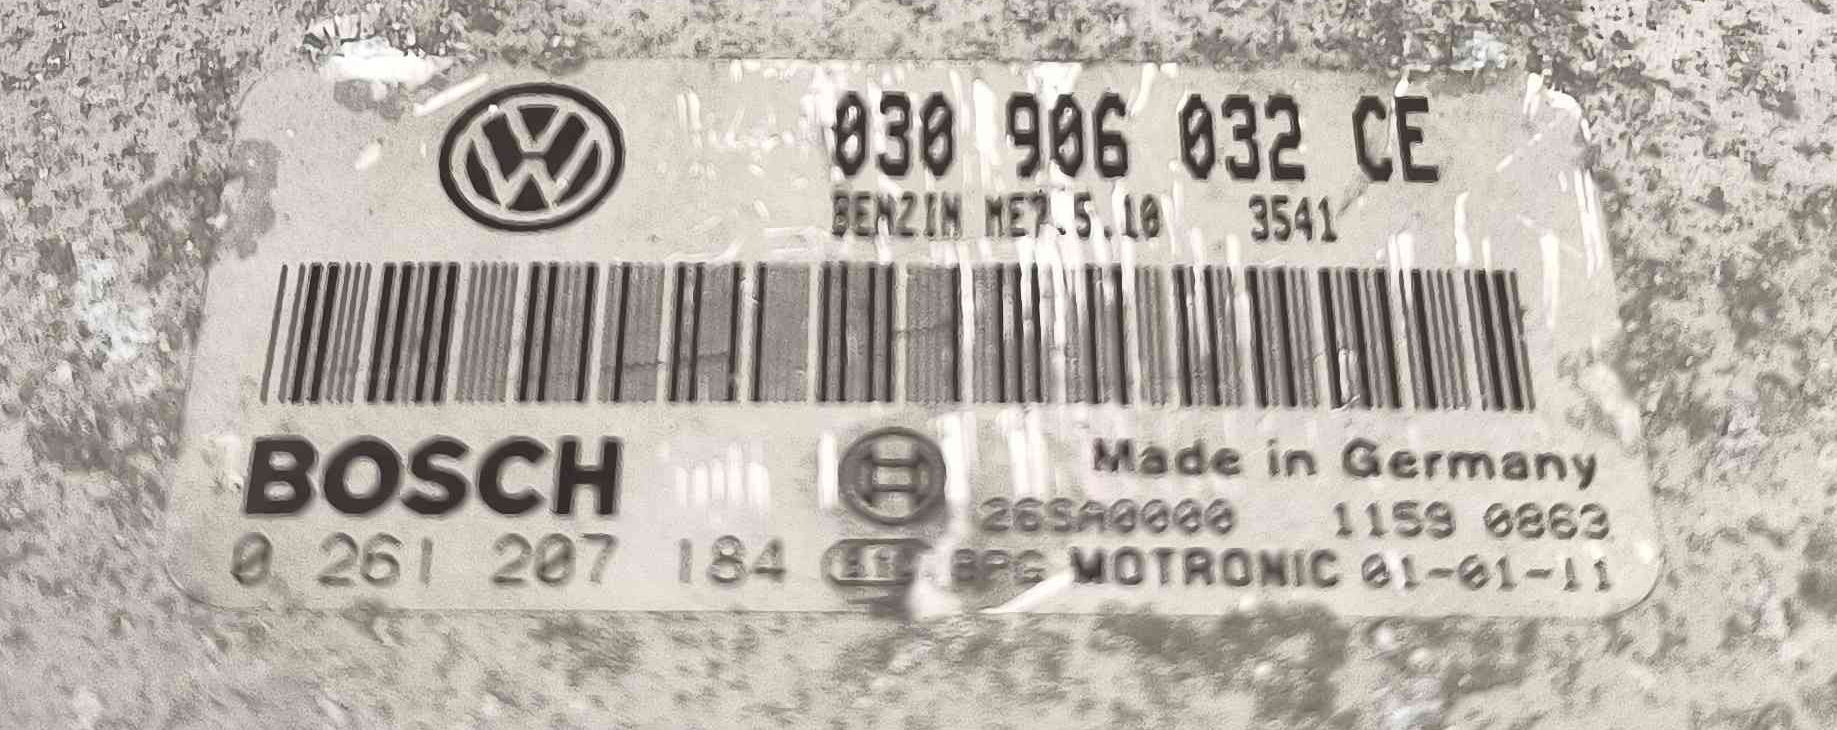 030 906 032 CE
BENZIN ME7.5.10 3541
BOSCH
Made in Germany
26SA0000 1159 0863
0 261 207 184 MOTRONIC 01-01-11